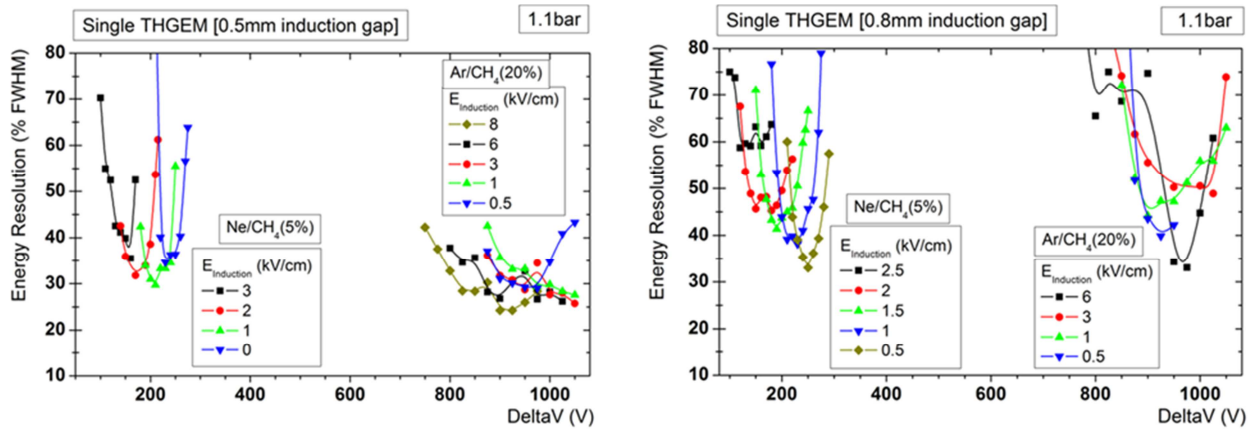 Single THGEM [0.5mm induction gap]
1.1bar
Energy Resolution (% FWHM)
80
70
60
50
40
30
20
10
Ar/CH4(20%)
EInduction (kV/cm)
8
6
3
1
0.5
Ne/CH4(5%)
EInduction (kV/cm)
3
2
1
0
200
400
600
800
1000
DeltaV (V)
Single THGEM [0.8mm induction gap]
1.1bar
Energy Resolution (% FWHM)
80
70
60
50
40
30
20
10
Ne/CH4(5%)
EInduction (kV/cm)
2.5
2
1.5
1
0.5
Ar/CH4(20%)
EInduction (kV/cm)
6
3
1
0.5
200
400
600
800
1000
DeltaV (V)